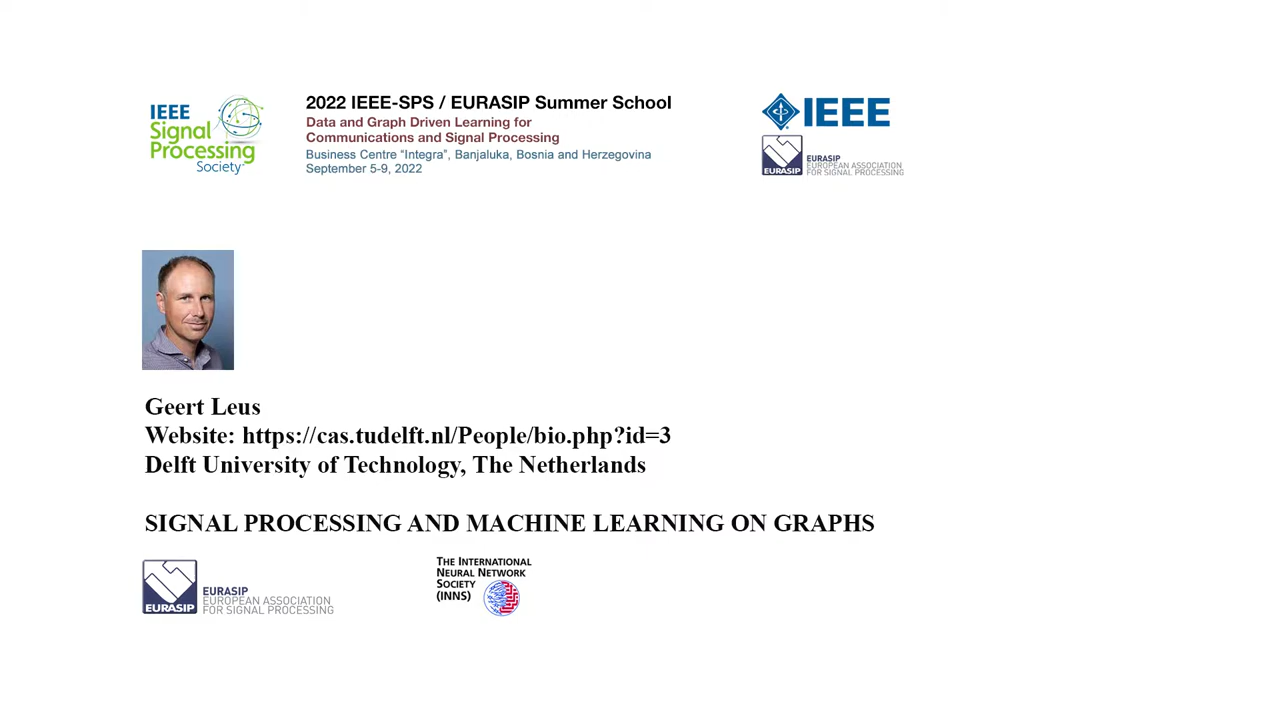 IEEE
Signal
Processing
Society
2022 IEEE-SPS / EURASIP Summer School
Data and Graph Driven Learning for
Communications and Signal Processing
Business Centre “Integra”, Banjaluka, Bosnia and Herzegovina
September 5-9, 2022
IEEE
EURASIP
EURASIP
EUROPEAN ASSOCIATION
FOR SIGNAL PROCESSING
Geert Leus
Website: https://cas.tudelft.nl/People/bio.php?id=3
Delft University of Technology, The Netherlands
SIGNAL PROCESSING AND MACHINE LEARNING ON GRAPHS
EURASIP
EURASIP
EUROPEAN ASSOCIATION
FOR SIGNAL PROCESSING
THE INTERNATIONAL
NEURAL NETWORK
SOCIETY
(INNS)